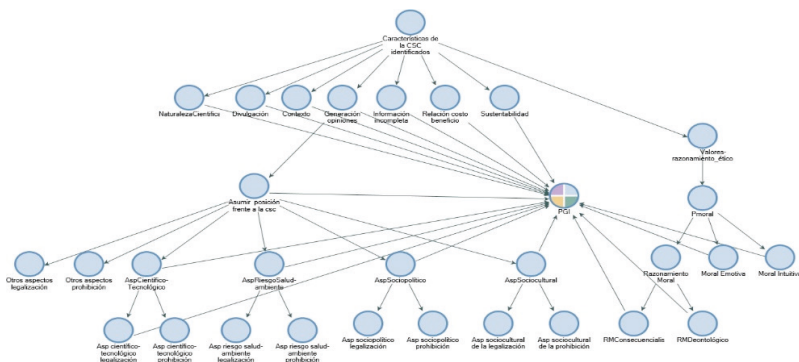 Características de
la CSC
identificados
NaturalezaCientífica
Divulgación
Contexto
Generación
opiniones
Información
incompleta
Relación costo
beneficio
Sustentabilidad
Valores-
razonamiento_ético
Asumir posición
frente a la csc
PGI
Pmoral
Otros aspectos
legalización
Otros aspectos
prohibición
AspCientífico-
Tecnológico
AspRiesgoSalud-
ambiente
AspSociopolítico
AspSociocultural
Razonamiento
Moral
Moral Emotiva
Moral Intuitiva
Asp científico-
tecnológico
legalización
Asp científico-
tecnológico
prohibición
Asp riesgo salud-
ambiente
legalización
Asp riesgo salud-
ambiente
prohibición
Asp sociopolítico
legalización
Asp sociopolítico
prohibición
Asp sociocultural
de la legalización
Asp sociocultural
de la prohibición
RMConsecuencialis
RMDeontológico